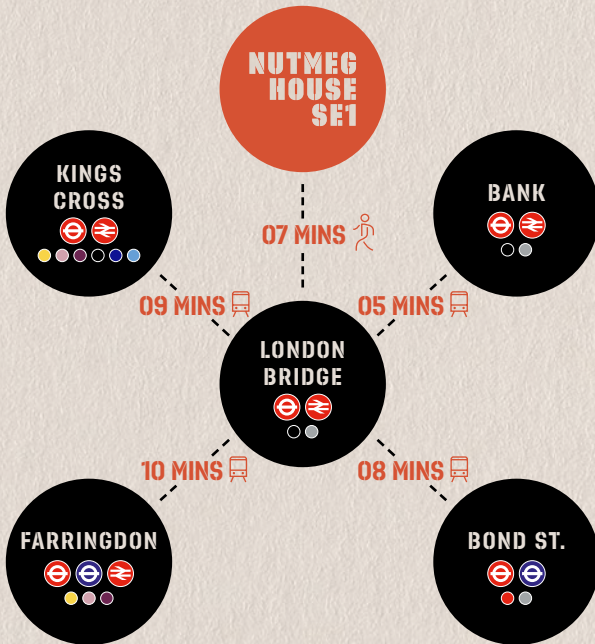 NUTMEG
HOUSE
SE1
KINGS
CROSS
BANK
07 MINS
09 MINS
05 MINS
LONDON
BRIDGE
10 MINS
08 MINS
FARRINGDON
BOND ST.